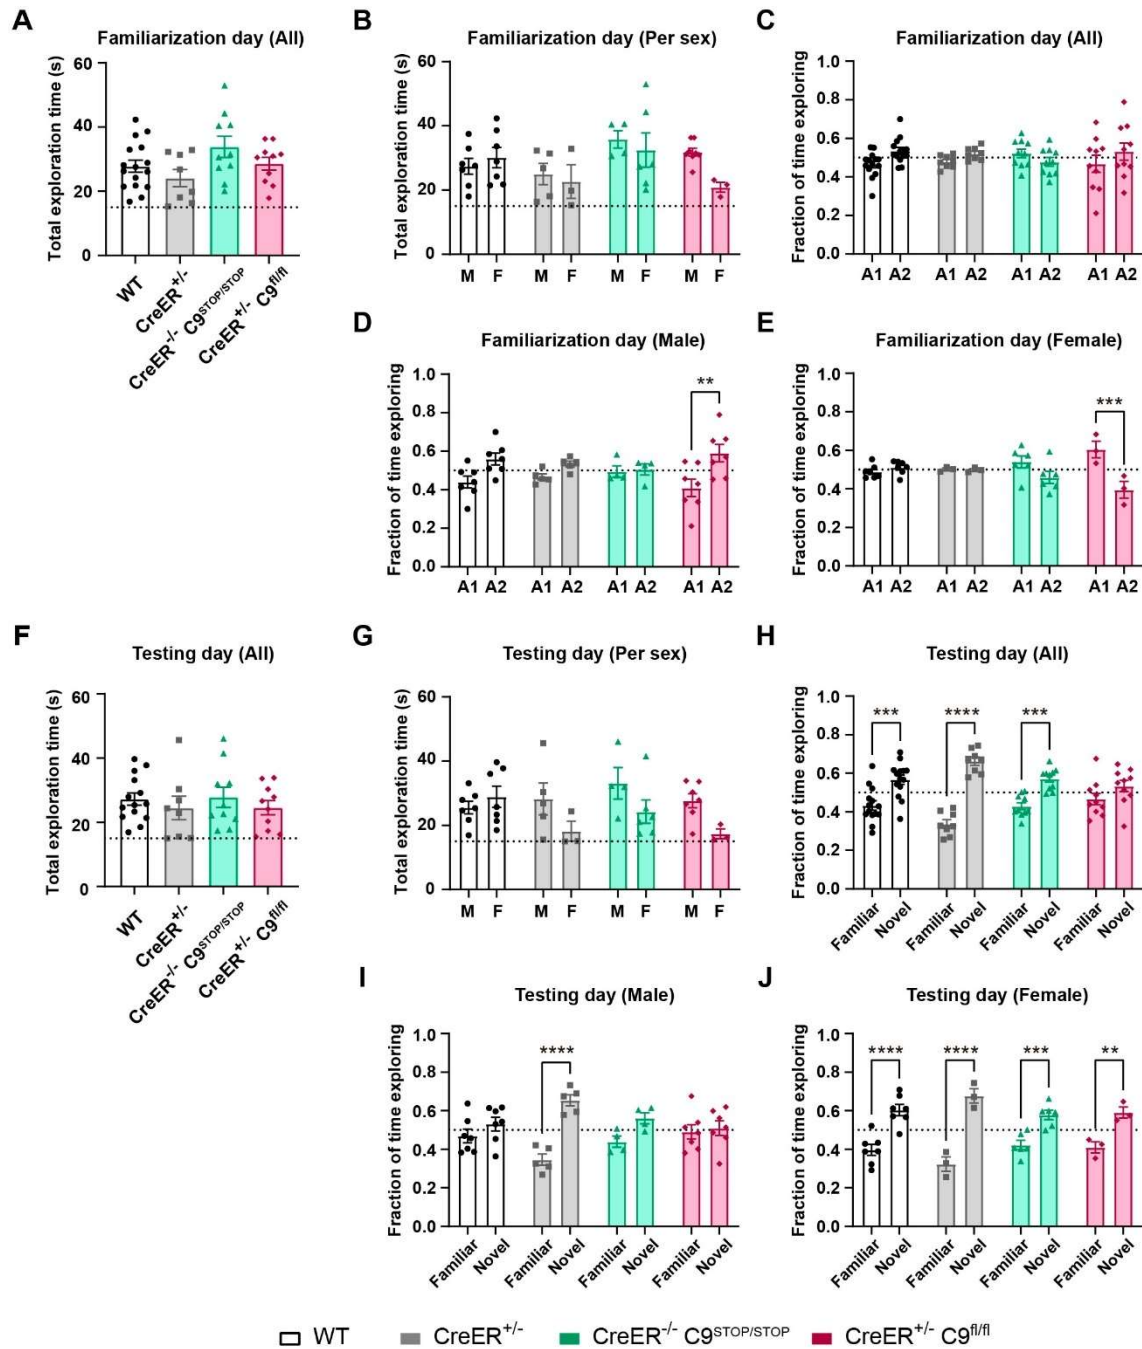 A
Familiarization day (All)
Total exploration time (s)
60
40
20
0
WT
CreER+/-
CreER-/- C9STOP/STOP
CreER+/- C9fl/fl
B
Familiarization day (Per sex)
Total exploration time (s)
60
40
20
0
M F M F M F M F
C
Familiarization day (All)
Fraction of time exploring
1.0
0.8
0.6
0.4
0.2
0.0
A1 A2 A1 A2 A1 A2 A1 A2
D
Familiarization day (Male)
Fraction of time exploring
1.0
0.8
0.6
0.4
0.2
0.0
**
A1 A2 A1 A2 A1 A2 A1 A2
E
Familiarization day (Female)
Fraction of time exploring
1.0
0.8
0.6
0.4
0.2
0.0
***
A1 A2 A1 A2 A1 A2 A1 A2
F
Testing day (All)
Total exploration time (s)
60
40
20
0
WT
CreER+/-
CreER-/- C9STOP/STOP
CreER+/- C9fl/fl
G
Testing day (Per sex)
Total exploration time (s)
60
40
20
0
M F M F M F M F
H
Testing day (All)
Fraction of time exploring
1.0
0.8
0.6
0.4
0.2
0.0
*** **** ***
Familiar Novel Familiar Novel Familiar Novel Familiar Novel
I
Testing day (Male)
Fraction of time exploring
1.0
0.8
0.6
0.4
0.2
0.0
****
Familiar Novel Familiar Novel Familiar Novel Familiar Novel
J
Testing day (Female)
Fraction of time exploring
1.0
0.8
0.6
0.4
0.2
0.0
**** **** *** **
Familiar Novel Familiar Novel Familiar Novel Familiar Novel
WT CreER+/- CreER-/- C9STOP/STOP CreER+/- C9fl/fl